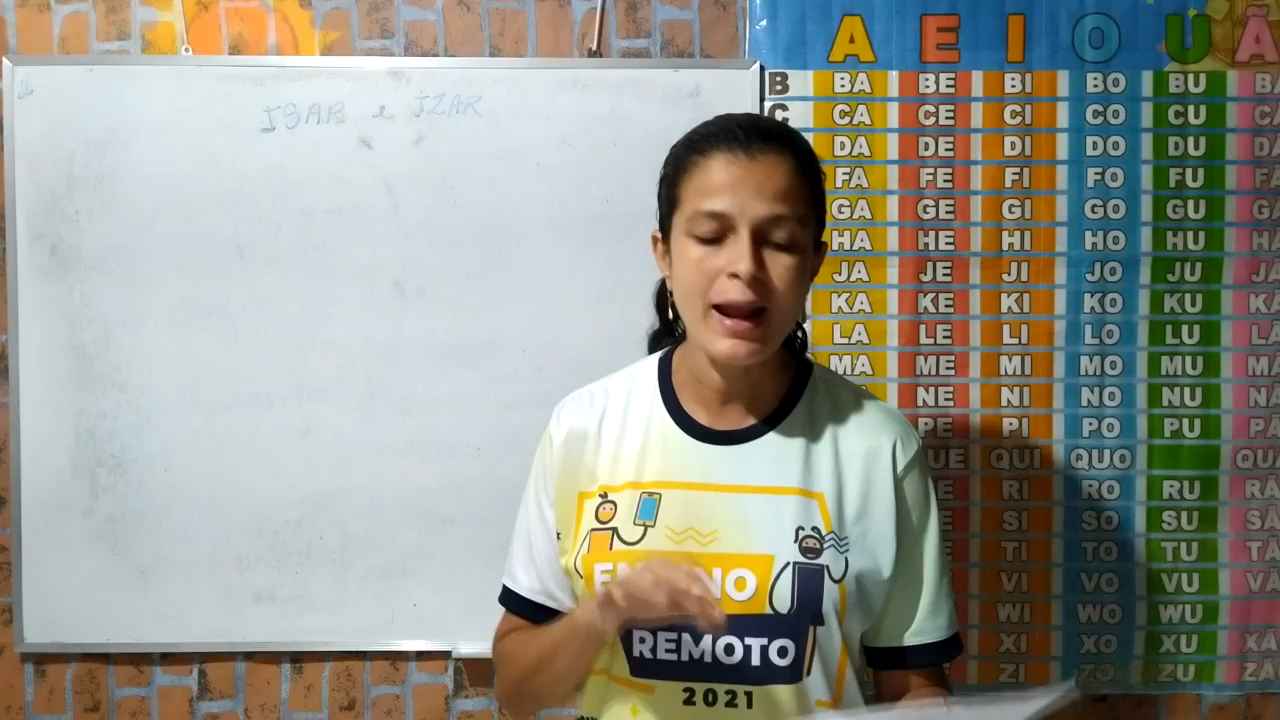 ISAR e IZAR
A E I O U Ã
B BA BE BI BO BU
C CA CE CI CO CU
DA DE DI DO DU
FA FE FI FO FU
GA GE GI GO GU
HA HE HI HO HU
JA JE JI JO JU
KA KE KI KO KU
LA LE LI LO LU
MA ME MI MO MU
NE NI NO NU
PE PI PO PU
QUI QUO
RI RO RU
SI SO SU
TI TO TU
VI VO VU
WI WO WU
XI XO XU
ZI ZO ZU
ENSINO
REMOTO
2021